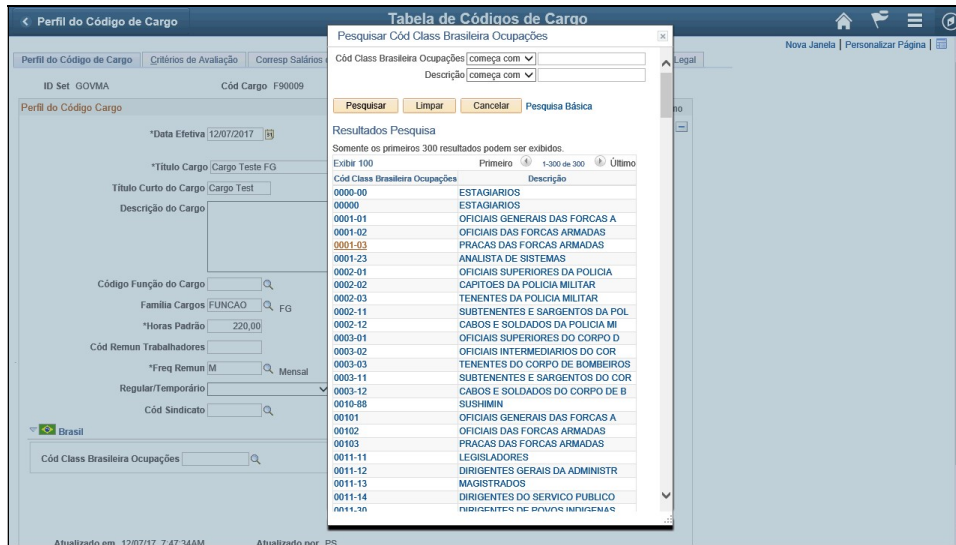 Perfil do Código de Cargo
Tabela de Códigos de Cargo
Nova Janela | Personalizar Página |
Perfil do Código de Cargo
Critérios de Avaliação
Corresp Salários
Legal
ID Set GOVMA
Cód Cargo F90009
Perfil do Código Cargo
*Data Efetiva 12/07/2017
*Título Cargo Cargo Teste FG
Título Curto do Cargo Cargo Test
Descrição do Cargo
Código Função do Cargo
Família Cargos FUNCAO FG
*Horas Padrão 220,00
Cód Remun Trabalhadores
*Freq Remun M Mensal
Regular/Temporário
Cód Sindicato
Brasil
Cód Class Brasileira Ocupações
Atualizado em 12/07/17 7:47:34AM Atualizado por PS
Pesquisar Cód Class Brasileira Ocupações
Cód Class Brasileira Ocupações começa com
Descrição começa com
Pesquisar Limpar Cancelar Pesquisa Básica
Resultados Pesquisa
Somente os primeiros 300 resultados podem ser exibidos.
Exibir 100 Primeiro 1-300 de 300 Último
Cód Class Brasileira Ocupações Descrição
0000-00 ESTAGIARIOS
00000 ESTAGIARIOS
0001-01 OFICIAIS GENERAIS DAS FORCAS A
0001-02 OFICIAIS DAS FORCAS ARMADAS
0001-03 PRACAS DAS FORCAS ARMADAS
0001-23 ANALISTA DE SISTEMAS
0002-01 OFICIAIS SUPERIORES DA POLICIA
0002-02 CAPITOES DA POLICIA MILITAR
0002-03 TENENTES DA POLICIA MILITAR
0002-11 SUBTENENTES E SARGENTOS DA POL
0002-12 CABOS E SOLDADOS DA POLICIA MI
0003-01 OFICIAIS SUPERIORES DO CORPO D
0003-02 OFICIAIS INTERMEDIARIOS DO COR
0003-03 TENENTES DO CORPO DE BOMBEIROS
0003-11 SUBTENENTES E SARGENTOS DO COR
0003-12 CABOS E SOLDADOS DO CORPO DE B
0010-88 SUSHIMIN
00101 OFICIAIS GENERAIS DAS FORCAS A
00102 OFICIAIS DAS FORCAS ARMADAS
00103 PRACAS DAS FORCAS ARMADAS
0011-11 LEGISLADORES
0011-12 DIRIGENTES GERAIS DA ADMINISTR
0011-13 MAGISTRADOS
0011-14 DIRIGENTES DO SERVICO PUBLICO
0011-30 DIRIGENTES DE POVOS INDIGENAS